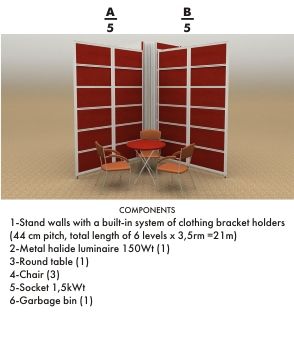 A B
5 5
COMPONENTS
1-Stand walls with a built-in system of clothing bracket holders
(44 cm pitch, total length of 6 levels x 3,5rm =21m)
2-Metal halide luminaire 150Wt (1)
3-Round table (1)
4-Chair (3)
5-Socket 1,5kWt
6-Garbage bin (1)